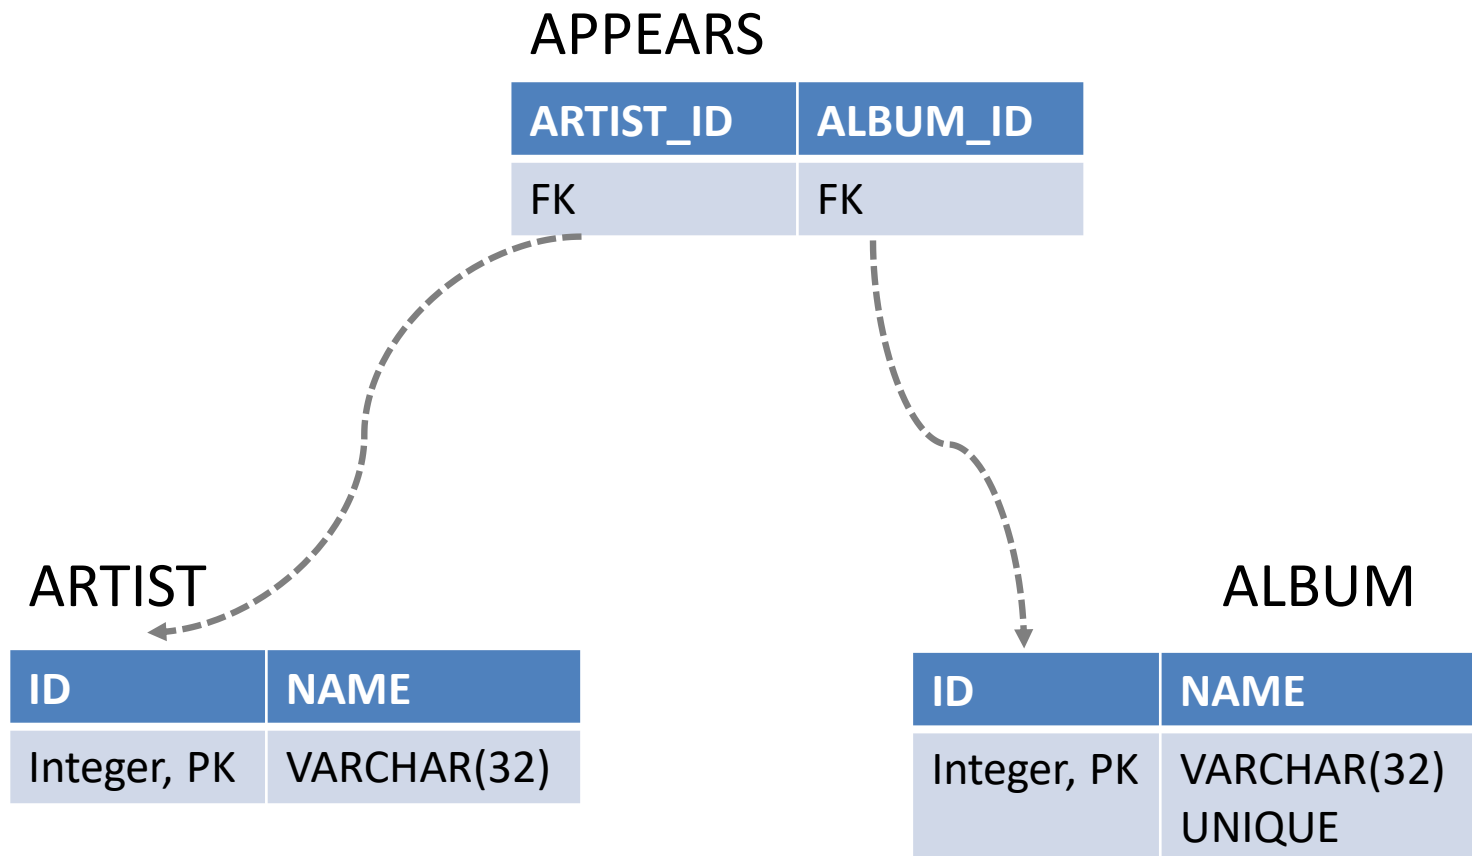 APPEARS
ARTIST_ID ALBUM_ID
FK FK
ARTIST
ID NAME
Integer, PK VARCHAR(32)
ALBUM
ID NAME
Integer, PK VARCHAR(32)
UNIQUE